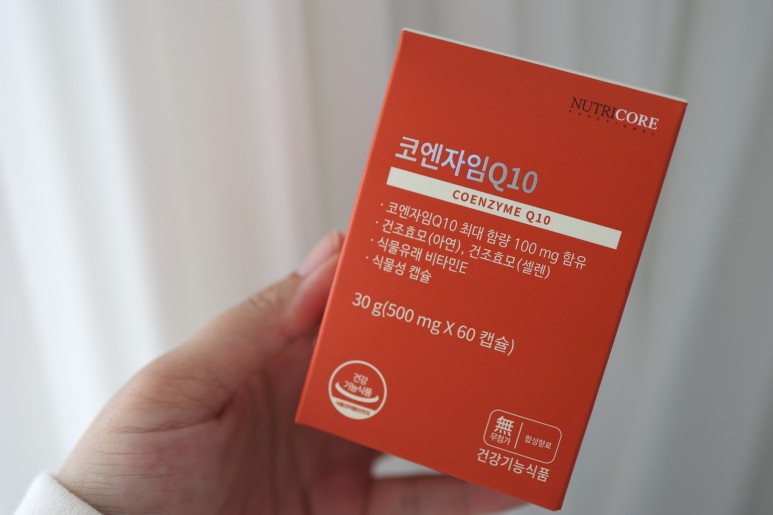 NUTRICORE
코엔자임Q10
COENZYME Q10
· 코엔자임Q10 최대 함량 100 mg 함유
· 건조효모(아연), 건조효모(셀렌)
· 식물유래 비타민E
· 식물성 캡슐
30 g(500 mg X 60 캡슐)
건강
기능식품
無
무첨가
합성향료
건강기능식품